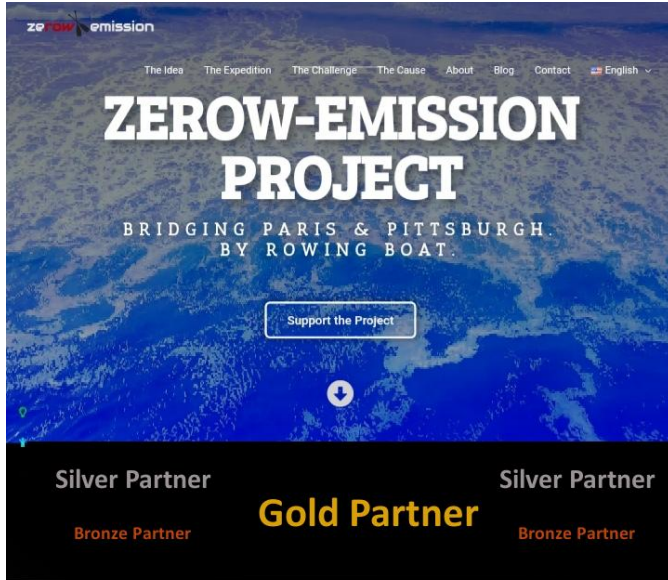 zerow emission
The Idea The Expedition The Challenge The Cause About Blog Contact English
ZEROW-EMISSION
PROJECT
BRIDGING PARIS & PITTSBURGH.
BY ROWING BOAT.
Support the Project
Silver Partner Silver Partner
Gold Partner
Bronze Partner Bronze Partner